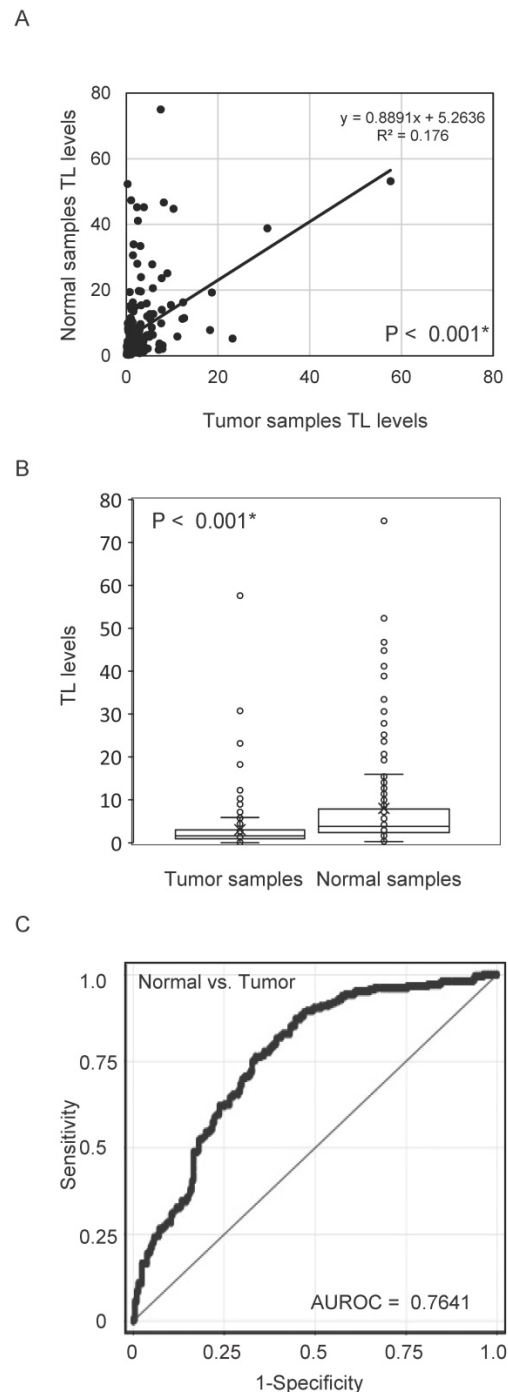 A
80
60
40
20
0
Normal samples TL levels
y = 0.8891x + 5.2636
R² = 0.176
P < 0.001*
0 20 40 60 80
Tumor samples TL levels
B
80
70
60
50
40
30
20
10
0
TL levels
P < 0.001*
Tumor samples Normal samples
C
Normal vs. Tumor
1.0
0.75
0.5
0.25
0
Sensitivity
AUROC = 0.7641
0 0.25 0.50 0.75 1.0
1-Specificity